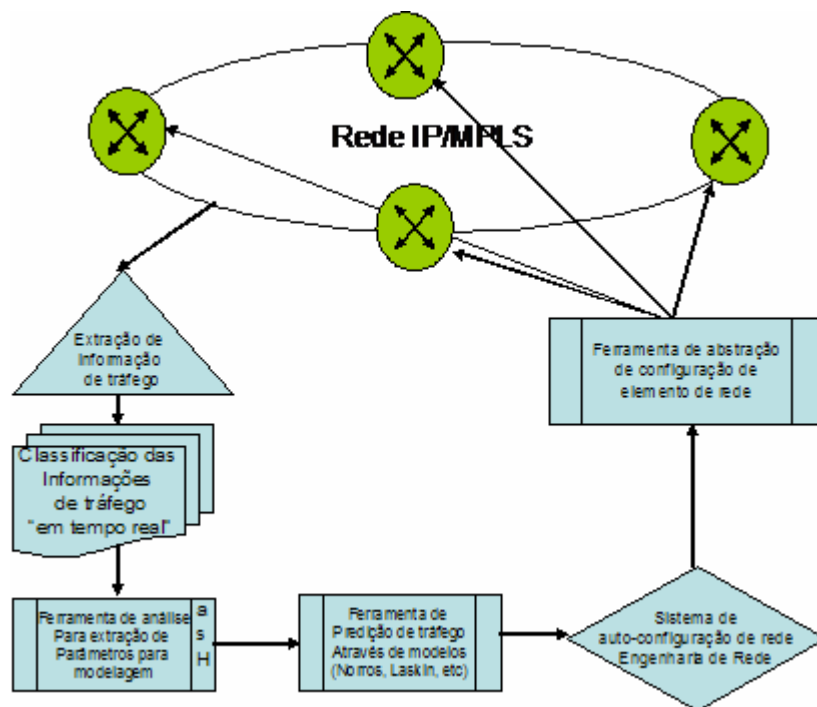 Rede IP/MPLS
Extração de
Informação
de tráfego
Ferramenta de abstração
de configuração de
elemento de rede
Classificação das
Informações
de tráfego
"em tempo real"
Ferramenta de análise
Para extração de
Parâmetros para
modelagem
a
s
H
Ferramenta de
Predição de tráfego
Através de modelos
(Norros, Laskin, etc)
Sistema de
auto-configuração de rede
Engenharia de Rede